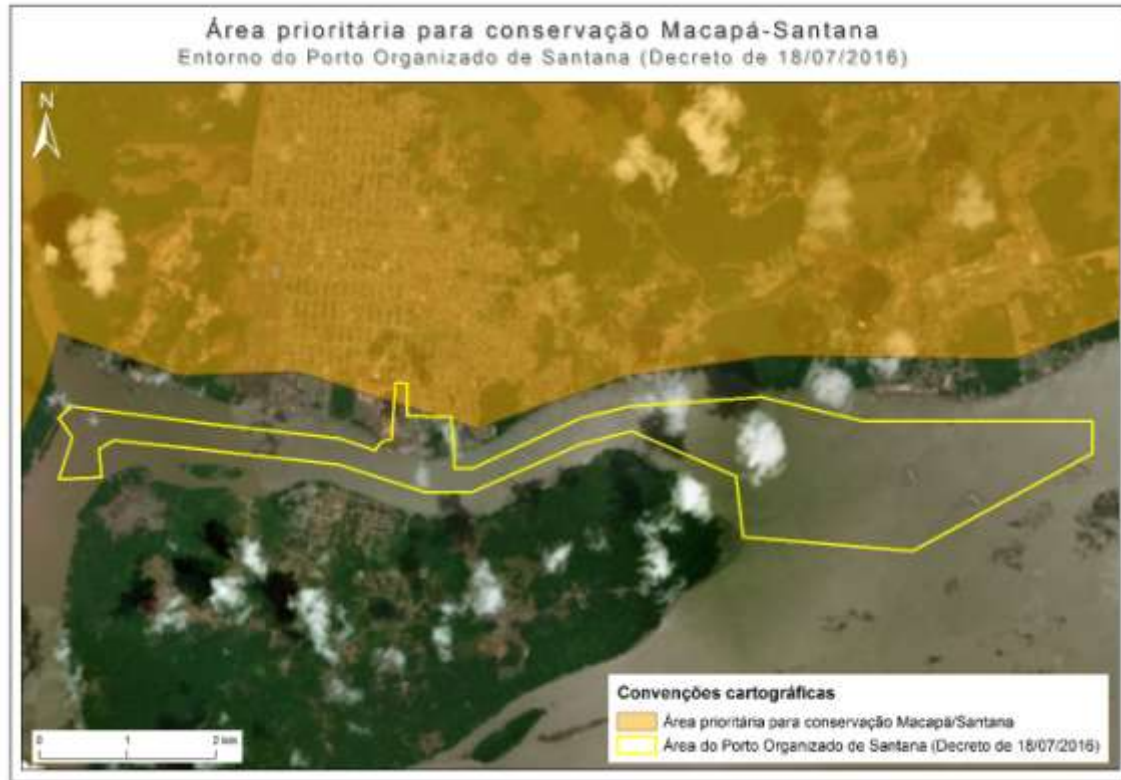 Área prioritária para conservação Macapá-Santana
Entorno do Porto Organizado de Santana (Decreto de 18/07/2016)
N
Convenções cartográficas
Área prioritária para conservação Macapá/Santana
Área do Porto Organizado de Santana (Decreto de 18/07/2016)
0 1 2 km